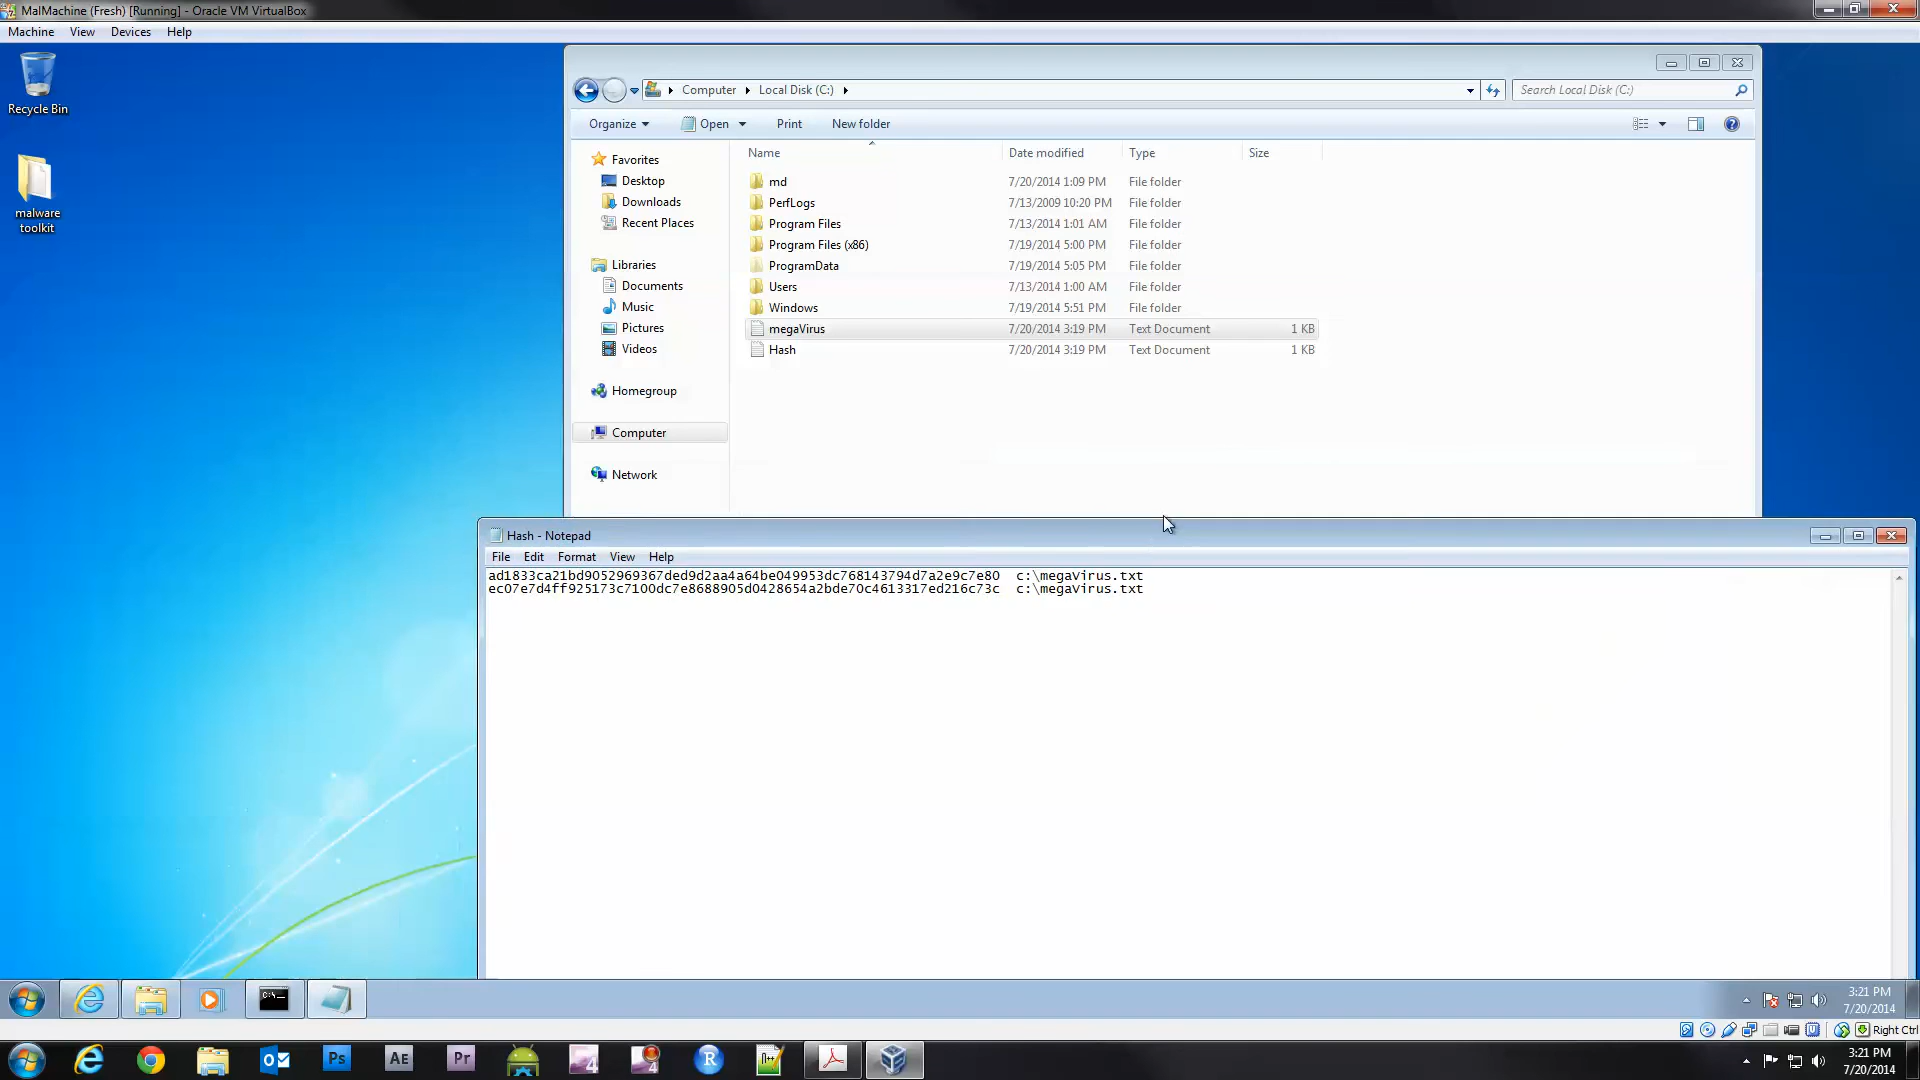 MalMachine (Fresh) [Running] - Oracle VM VirtualBox
Machine View Devices Help
Recycle Bin
malware
toolkit
Computer Local Disk (C:)
Search Local Disk (C:)
Organize Open Print New folder
Name Date modified Type Size
Favorites
Desktop
Downloads
Recent Places
Libraries
Documents
Music
Pictures
Videos
Homegroup
Computer
Network
md 7/20/2014 1:09 PM File folder
PerfLogs 7/13/2009 10:20 PM File folder
Program Files 7/13/2014 1:01 AM File folder
Program Files (x86) 7/19/2014 5:00 PM File folder
ProgramData 7/19/2014 5:05 PM File folder
Users 7/13/2014 1:00 AM File folder
Windows 7/19/2014 5:51 PM File folder
megaVirus 7/20/2014 3:19 PM Text Document 1 KB
Hash 7/20/2014 3:19 PM Text Document 1 KB
Hash - Notepad
File Edit Format View Help
ad1833ca21bd9052969367ded9d2aa4a64be049953dc768143794d7a2e9c7e80 c:\megaVirus.txt
ec07e7d4ff925173c7100dc7e8688905d0428654a2bde70c4613317ed216c73c c:\megaVirus.txt
C:\
3:21 PM
7/20/2014
Right Ctrl
Ps AE Pr 4 4 R
3:21 PM
7/20/2014